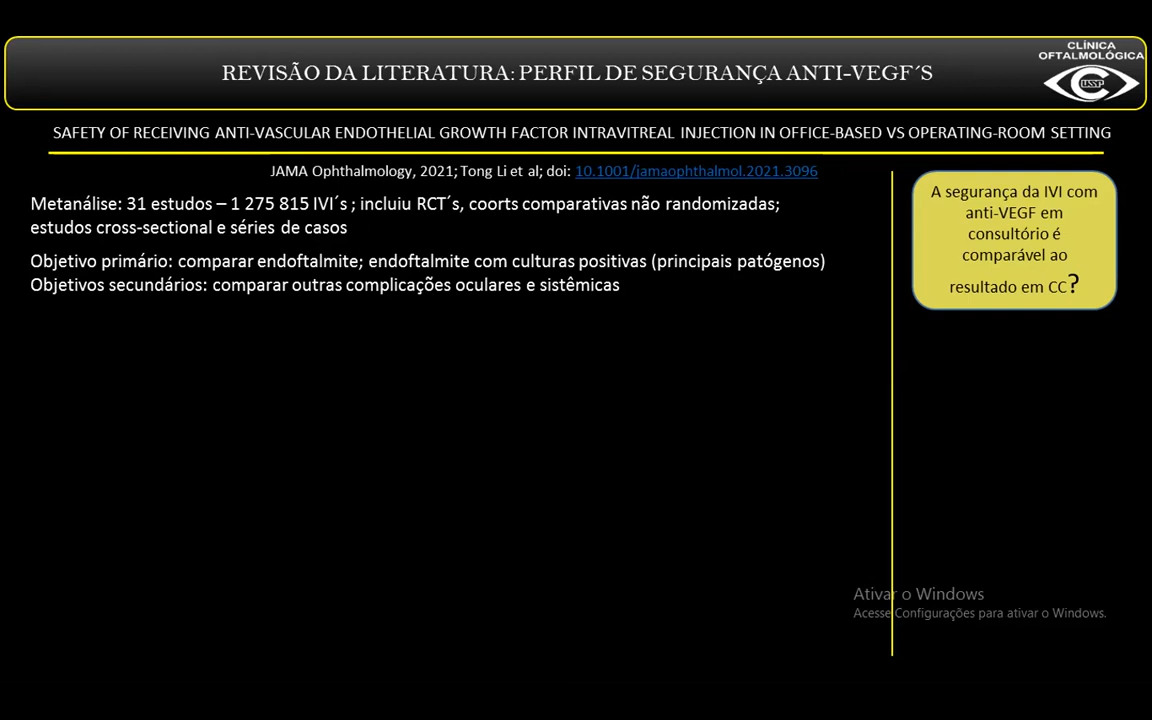 CLÍNICA
OFTALMOLÓGICA
REVISÃO DA LITERATURA: PERFIL DE SEGURANÇA ANTI-VEGF´S
SAFETY OF RECEIVING ANTI-VASCULAR ENDOTHELIAL GROWTH FACTOR INTRAVITREAL INJECTION IN OFFICE-BASED VS OPERATING-ROOM SETTING
JAMA Ophthalmology, 2021; Tong Li et al; doi: 10.1001/jamaophthalmol.2021.3096
Metanálise: 31 estudos – 1 275 815 IVI´s ; incluiu RCT´s, coorts comparativas não randomizadas;
estudos cross-sectional e séries de casos
Objetivo primário: comparar endoftalmite; endoftalmite com culturas positivas (principais patógenos)
Objetivos secundários: comparar outras complicações oculares e sistêmicas
A segurança da IVI com
anti-VEGF em
consultório é
comparável ao
resultado em CC?
Ativar o Windows
Acesse Configurações para ativar o Windows.